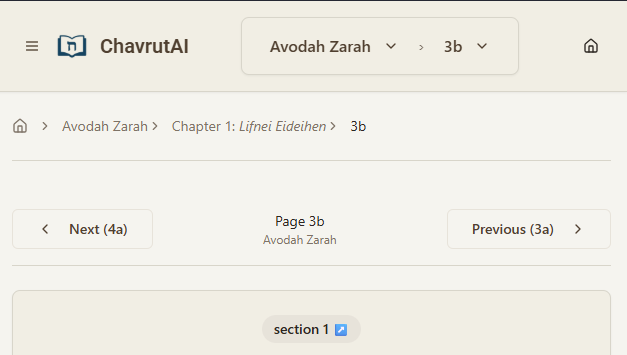 ChavrutAI
Avodah Zarah › 3b
Avodah Zarah > Chapter 1: Lifnei Eideihen > 3b
Next (4a)
Page 3b
Avodah Zarah
Previous (3a)
section 1